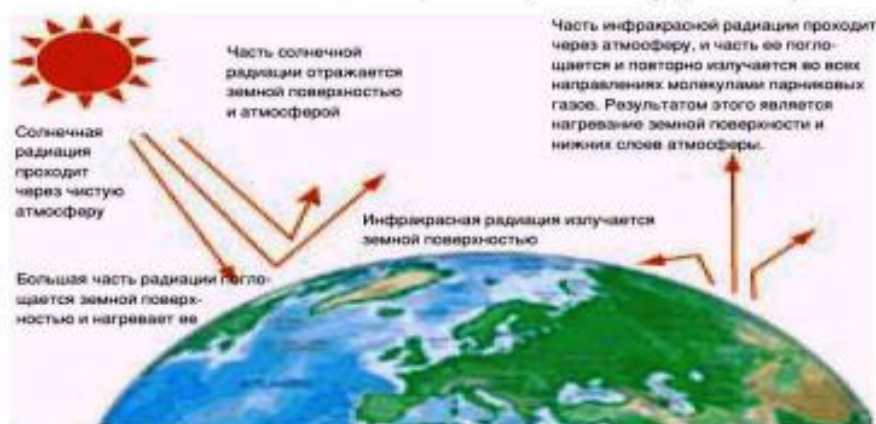 Солнечная
радиация
проходит
через чистую
атмосферу
Часть солнечной
радиации отражается
земной поверхностью
и атмосферой
Часть инфракрасной радиации проходит
через атмосферу, и часть ее погло-
щается и повторно излучается во всех
направлениях молекулами парниковых
газов. Результатом этого является
нагревание земной поверхности и
нижних слоев атмосферы.
Инфракрасная радиация излучается
земной поверхностью
Большая часть радиации погло-
щается земной поверх-
ностью и нагревает ее